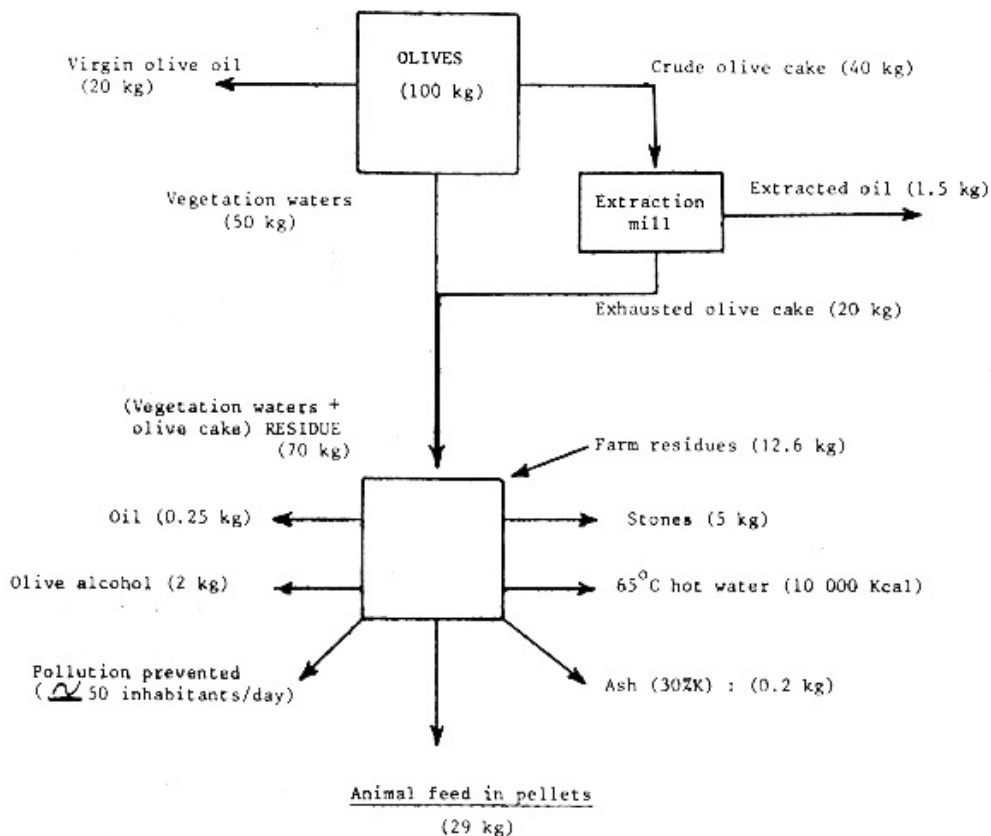 OLIVES
(100 kg)
Virgin olive oil
(20 kg)
Crude olive cake (40 kg)
Vegetation waters
(50 kg)
Extraction
mill
Extracted oil (1.5 kg)
Exhausted olive cake (20 kg)
(Vegetation waters +
olive cake) RESIDUE
(70 kg)
Farm residues (12.6 kg)
Oil (0.25 kg)
Stones (5 kg)
Olive alcohol (2 kg)
65°C hot water (10 000 Kcal)
Pollution prevented
(≃ 50 inhabitants/day)
Ash (30%K) : (0.2 kg)
Animal feed in pellets
(29 kg)